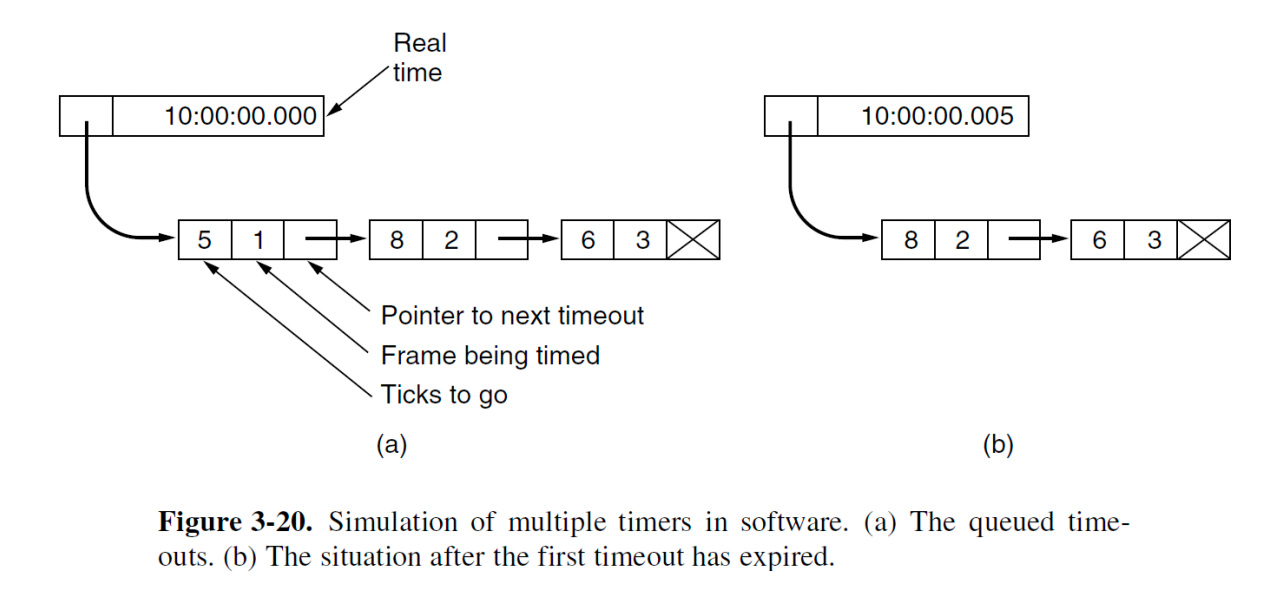 Real
time
10:00:00.000
5 1 8 2 6 3
Pointer to next timeout
Frame being timed
Ticks to go
(a)
10:00:00.005
8 2 6 3
(b)
Figure 3-20. Simulation of multiple timers in software. (a) The queued time-
outs. (b) The situation after the first timeout has expired.